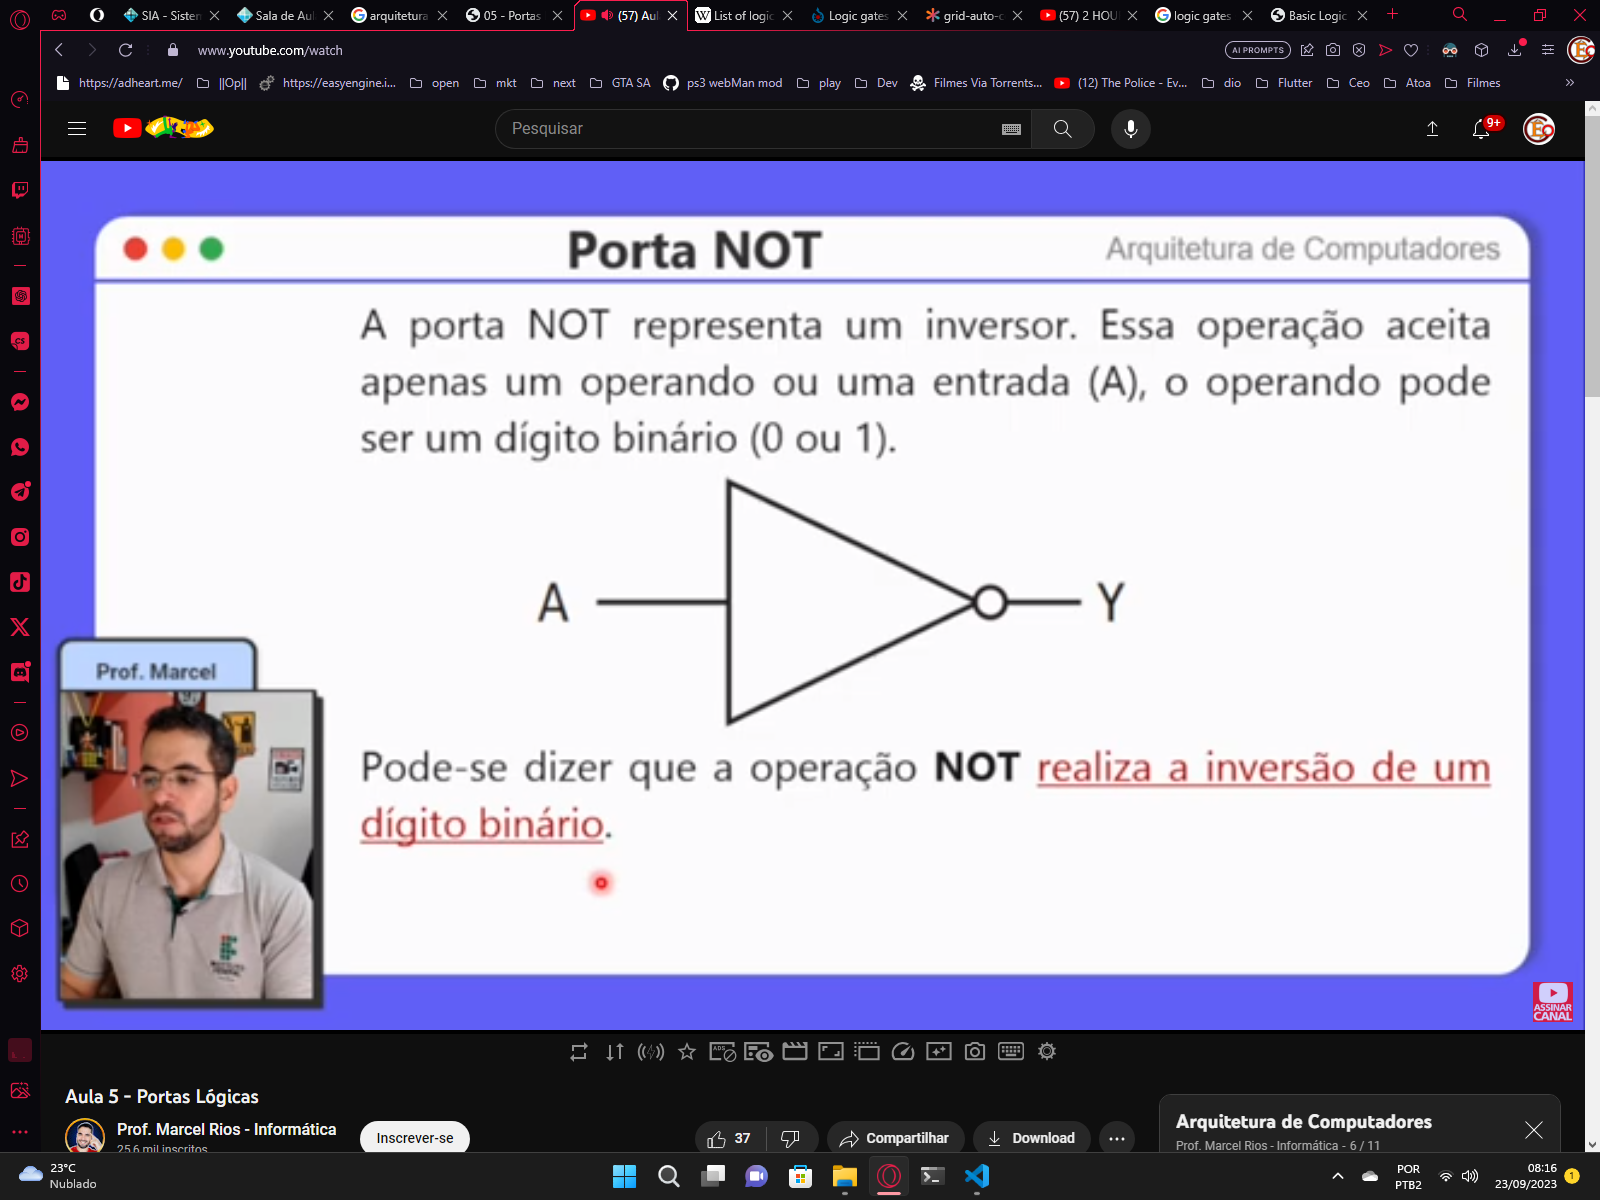 SIA - Sisten
Sala de Aul
arquitetura
05 - Portas
(57) Aul
List of logic
Logic gates
grid-auto-c
(57) 2 HOU
logic gates
Basic Logic
www.youtube.com/watch
AI PROMPTS
https://adheart.me/
||Op||
https://easyengine.i...
open
mkt
next
GTA SA
ps3 webMan mod
play
Dev
Filmes Via Torrents...
(12) The Police - Ev...
dio
Flutter
Ceo
Atoa
Filmes
Pesquisar
9+
Porta NOT
Arquitetura de Computadores
A porta NOT representa um inversor. Essa operação aceita
apenas um operando ou uma entrada (A), o operando pode
ser um dígito binário (0 ou 1).
A
Y
Prof. Marcel
Pode-se dizer que a operação NOT realiza a inversão de um
dígito binário.
ASSINAR
CANAL
Aula 5 - Portas Lógicas
Prof. Marcel Rios - Informática
25,6 mil inscritos
Inscrever-se
37
Compartilhar
Download
Arquitetura de Computadores
Prof. Marcel Rios - Informática - 6 / 11
23°C
Nublado
POR
PTB2
08:16
23/09/2023
1